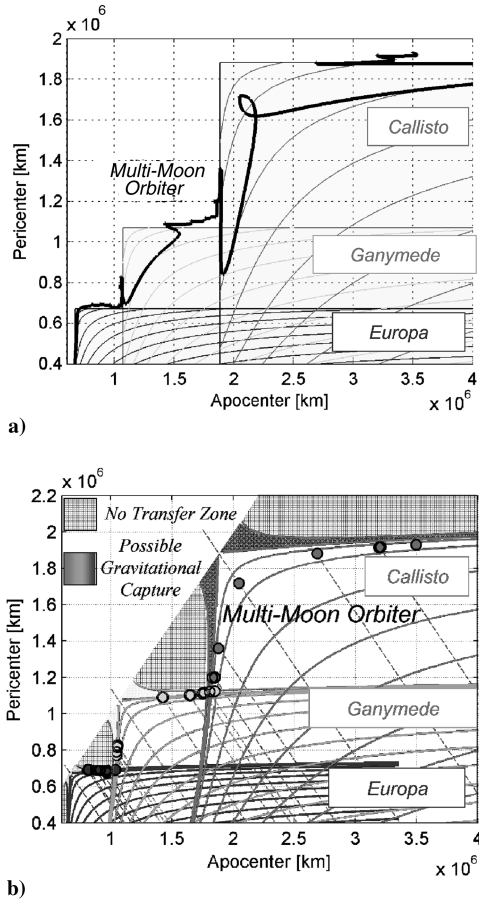 x 10^6
2
1.8
1.6
1.4
1.2
1
0.8
0.6
0.4
Pericenter [km]
Multi-Moon
Orbiter
Callisto
Ganymede
Europa
1
1.5
2
2.5
3
3.5
4
Apocenter [km]
x 10^6
a)
x 10^6
2.2
2
1.8
1.6
1.4
1.2
1
0.8
0.6
0.4
Pericenter [km]
No Transfer Zone
Possible
Gravitational
Capture
Multi-Moon Orbiter
Callisto
Ganymede
Europa
1
1.5
2
2.5
3
3.5
4
Apocenter [km]
x 10^6
b)